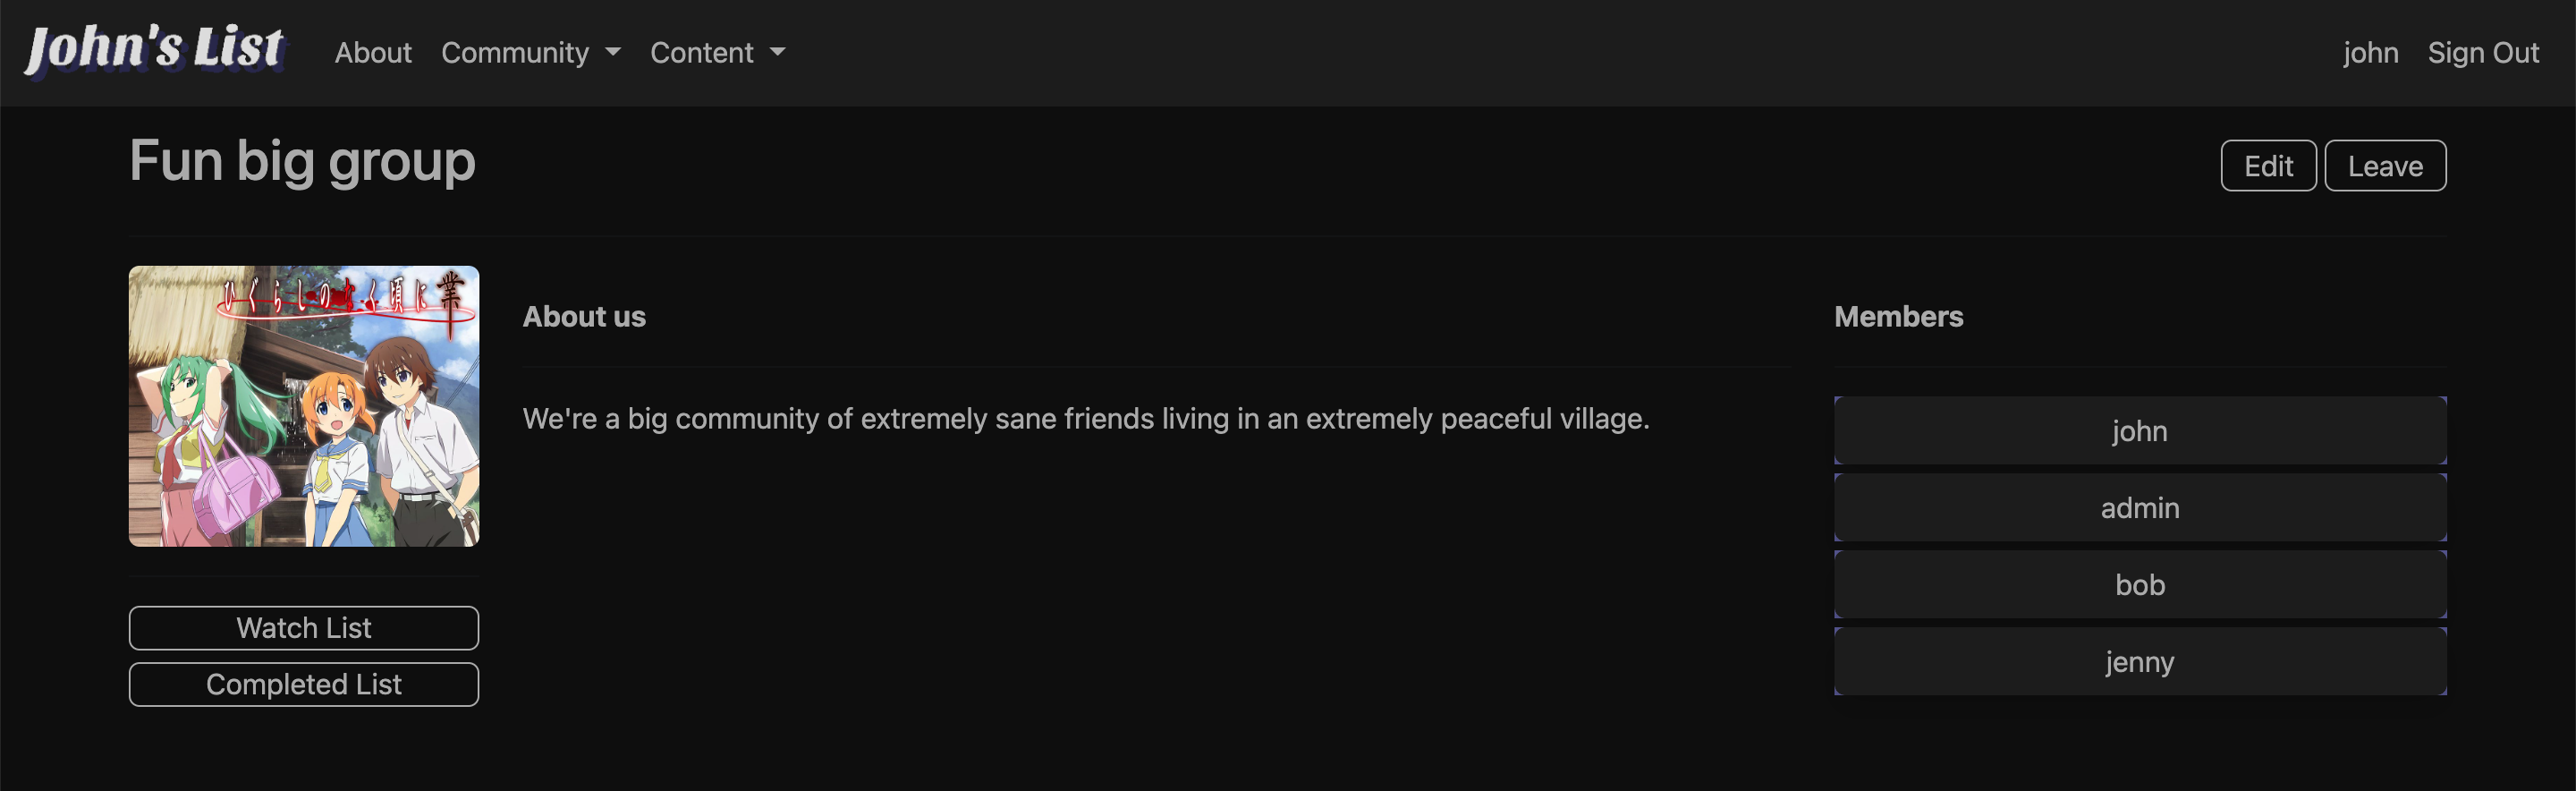 John's List
About
Community
Content
john
Sign Out
Fun big group
Edit
Leave
ひぐらしのなく頃に業
About us
We're a big community of extremely sane friends living in an extremely peaceful village.
Members
john
admin
bob
jenny
Watch List
Completed List